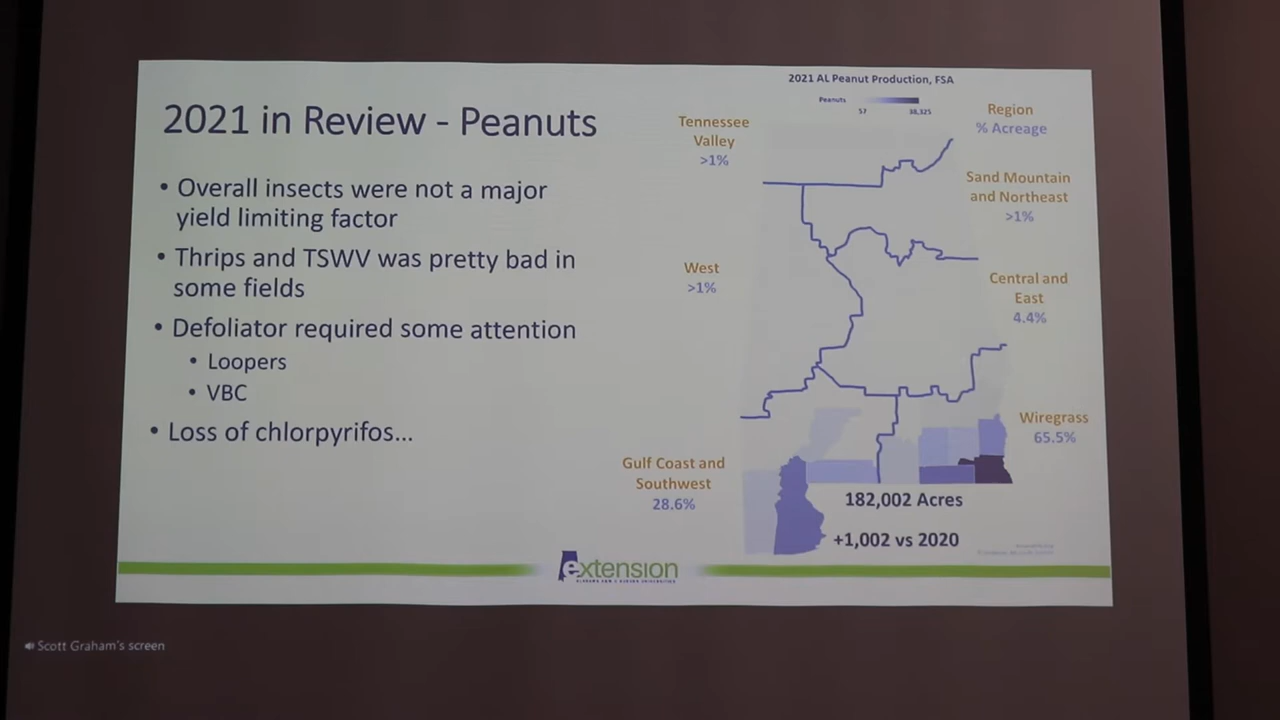 2021 in Review - Peanuts
• Overall insects were not a major
yield limiting factor
• Thrips and TSWV was pretty bad in
some fields
• Defoliator required some attention
• Loopers
• VBC
• Loss of chlorpyrifos...
2021 AL Peanut Production, FSA
Peanuts
57
38,325
Region
% Acreage
Tennessee
Valley
>1%
Sand Mountain
and Northeast
>1%
West
>1%
Central and
East
4.4%
Wiregrass
65.5%
Gulf Coast and
Southwest
28.6%
182,002 Acres
+1,002 vs 2020
extension
ALABAMA A&M & AUBURN UNIVERSITIES
Scott Graham's screen